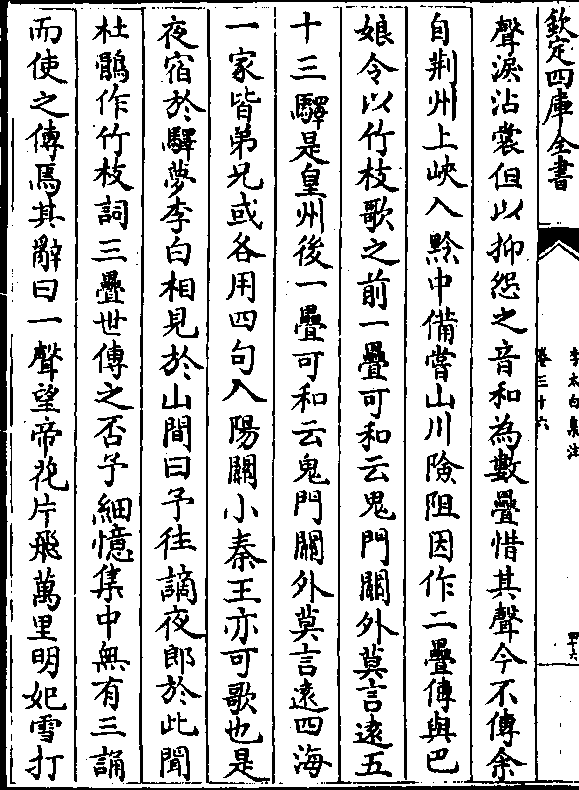 欽定四庫全書
李太白集注
卷三十六
四十六
聲淚沾裳但以抑怨之音和為數疊惜其聲今不傳余
自荆州上峽入黔中備嘗山川險阻因作二疊傳與巴
娘令以竹枝歌之前一疊可和云鬼門關外莫言遠五
十三驛是皇州後一疊可和云鬼門關外莫言逺四海
一家皆弟兄或各用四句入陽關小秦王亦可歌也是
夜宿於驛夢李白相見於山間曰予往謫夜郎於此聞
杜鵑作竹枝詞三疊世傳之否予細憶集中無有三誦
而使之傳焉其辭曰一聲望帝花片飛萬里明妃雪打